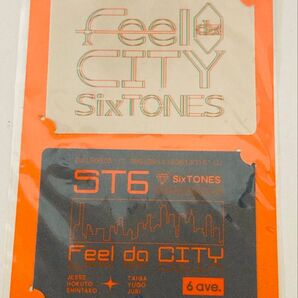 Feel da
CITY
SixTONES
ST6 SixTONES
Feel da CITY
JESSE TAIGA
HOKUTO YUGO
SHINTARO JURI
6 ave.